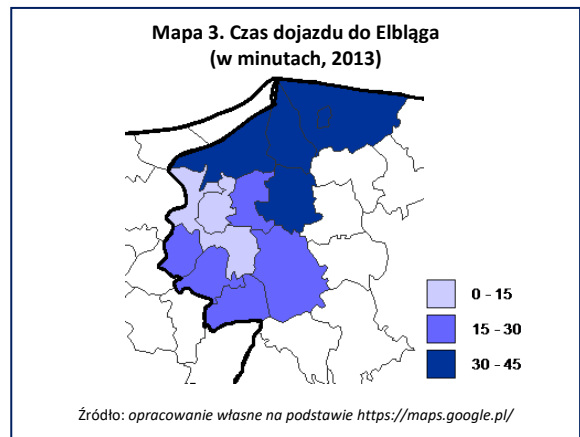 Mapa 3. Czas dojazdu do Elbląga
(w minutach, 2013)
0 - 15
15 - 30
30 - 45
Źródło: opracowanie własne na podstawie https://maps.google.pl/